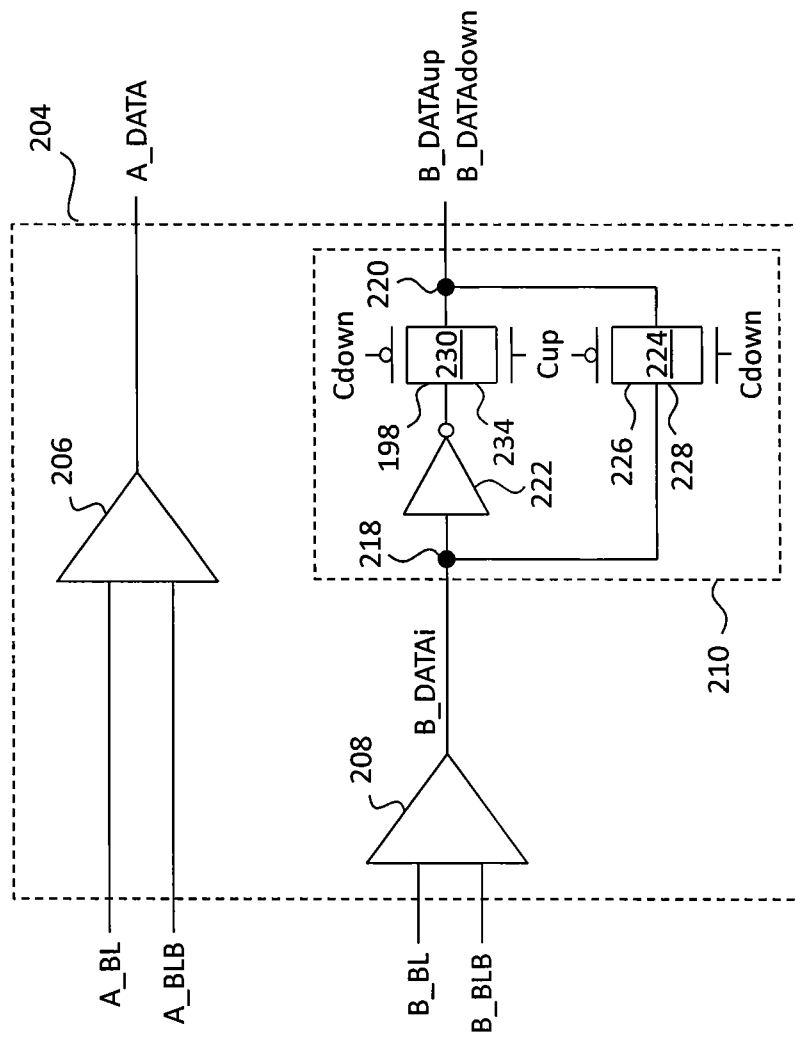 204
A_DATA
206
A_BL
A_BLB
B_DATAup
B_DATAdown
220
Cdown
230
198
234
Cup
224
226
228
Cdown
222
218
210
B_DATAi
208
B_BL
B_BLB